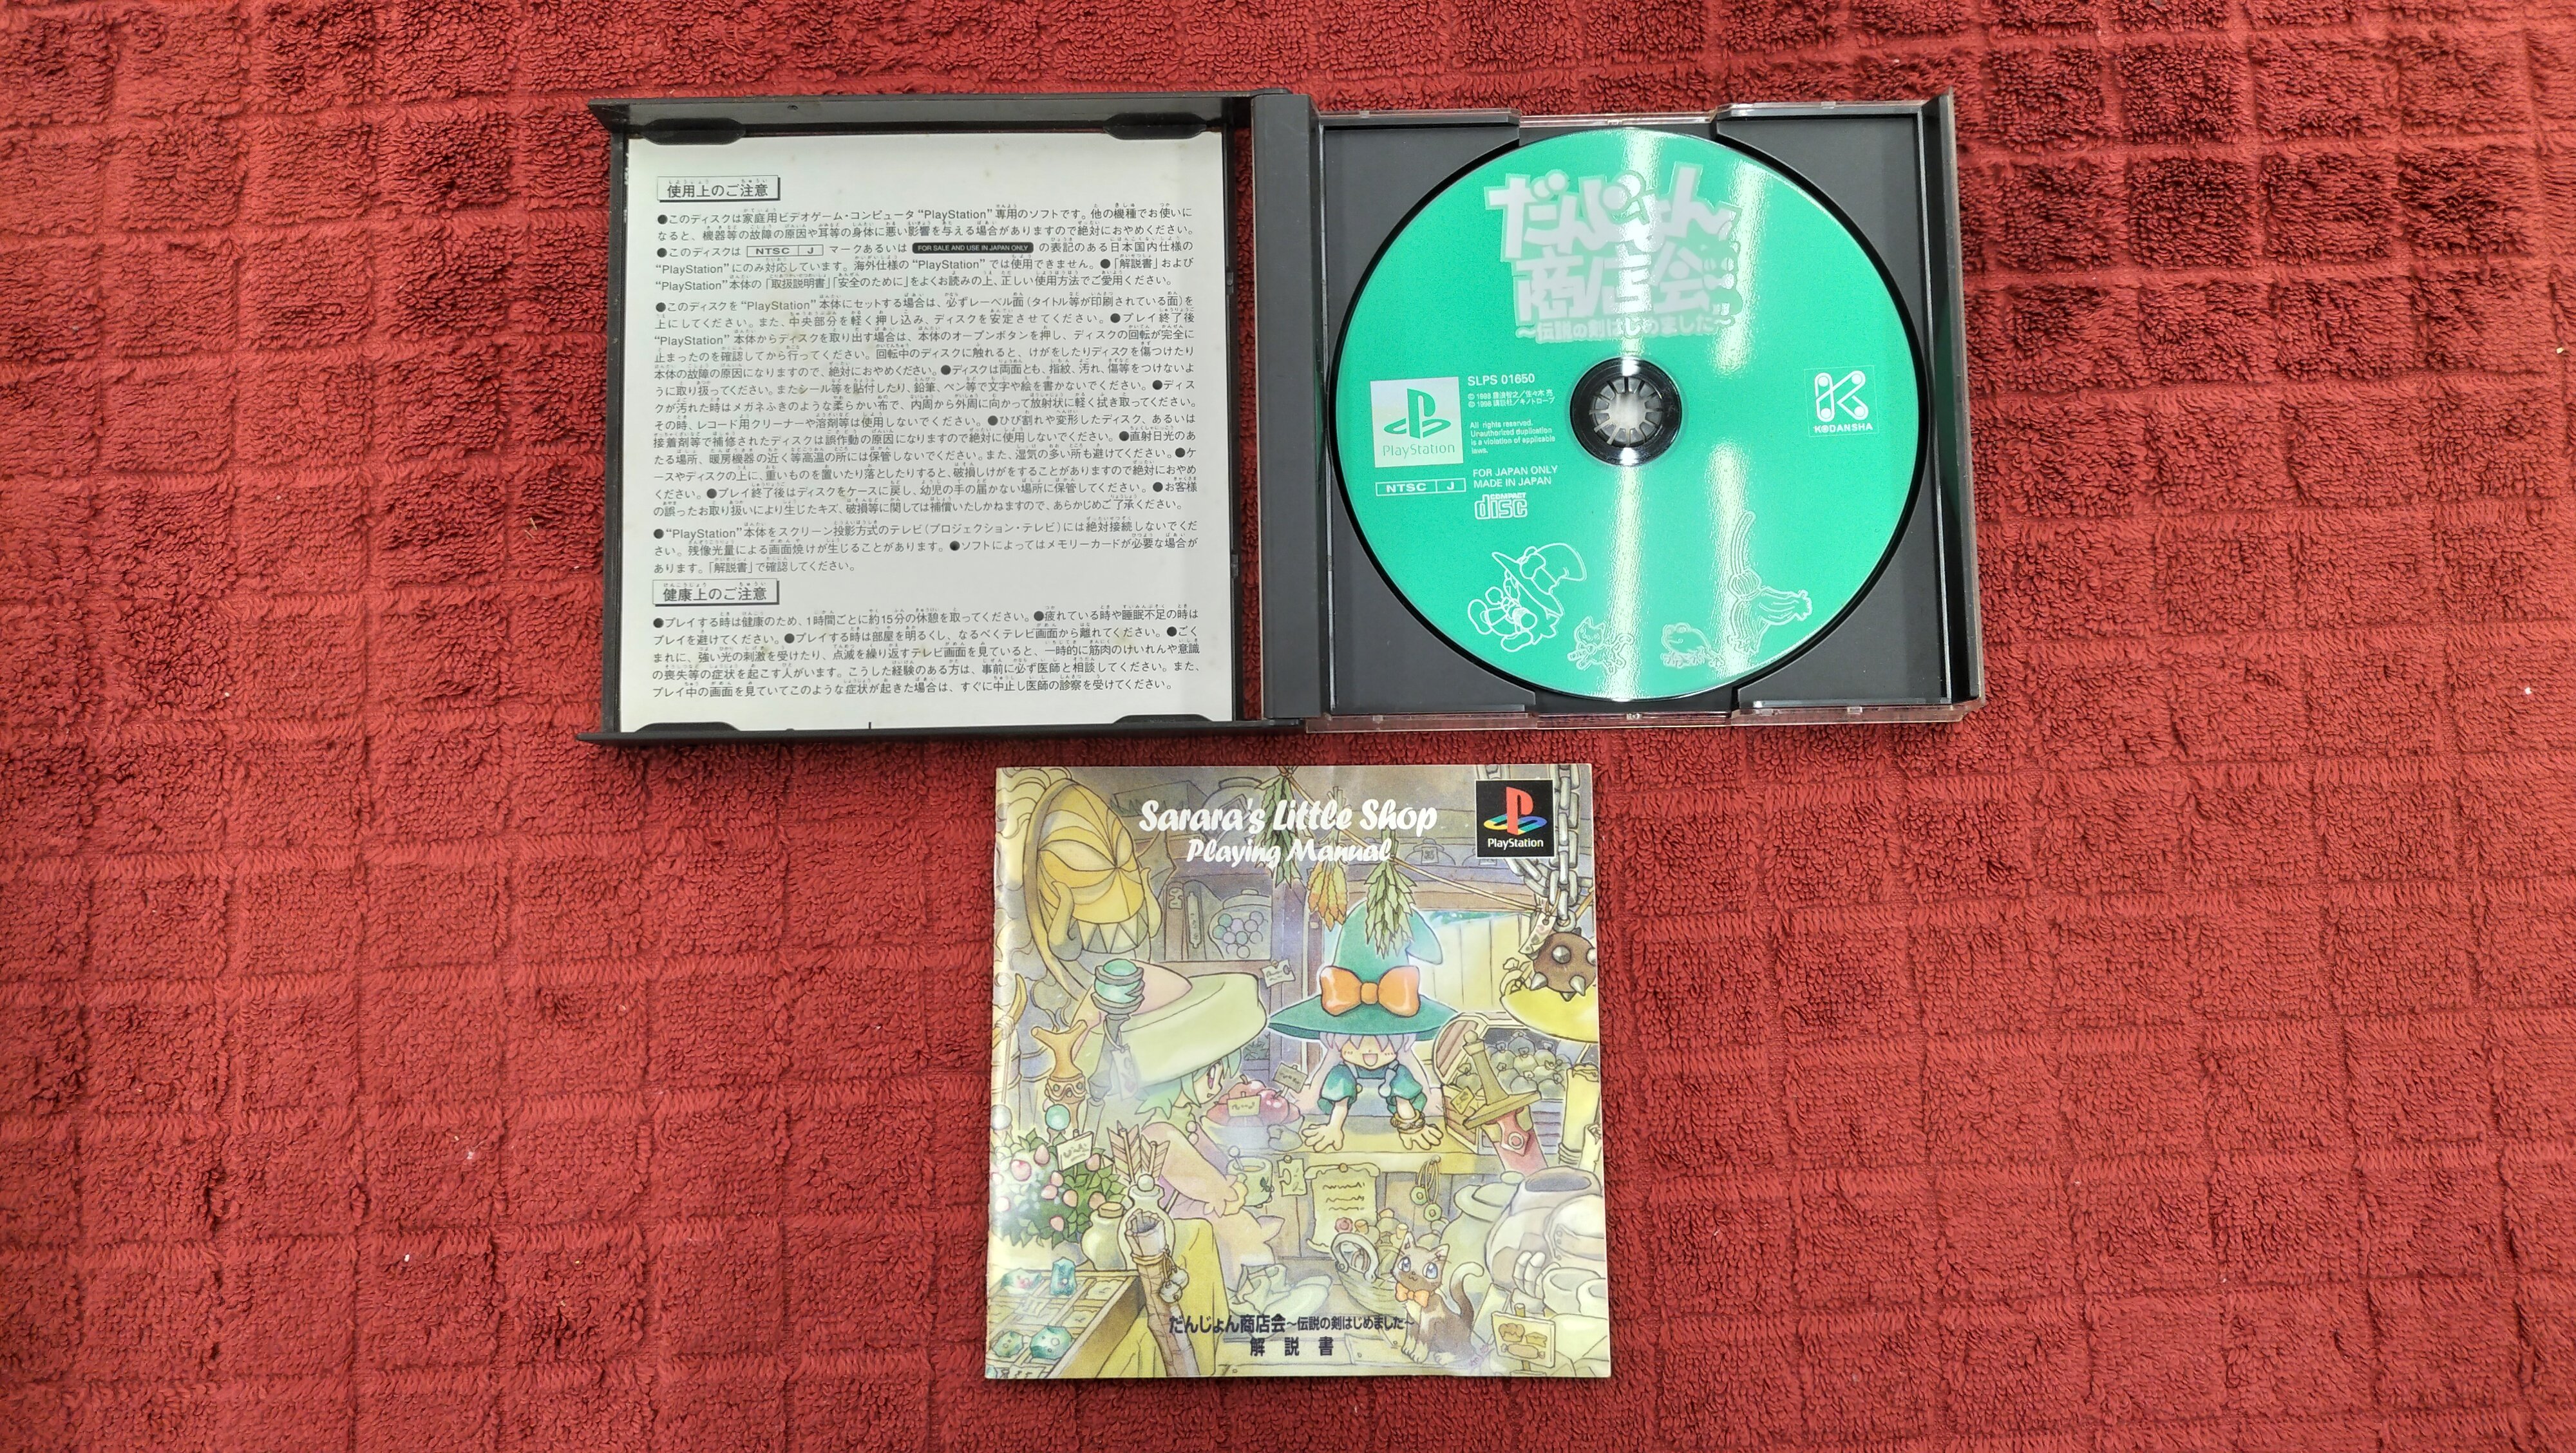 使用上のご注意
●このディスクは家庭用ビデオゲーム・コンピュータ“PlayStation”専用のソフトです。他の機種でお使いに
なると、機器等の故障の原因や耳等の身体に悪い影響を与える場合がありますので絶対におやめください。
●このディスクは NTSC J マークあるいは FOR SALE AND USE IN JAPAN ONLY の表記のある日本国内仕様の
“PlayStation”にのみ対応しています。海外仕様の“PlayStation”では使用できません。●「解説書」および
“PlayStation”本体の「取扱説明書」「安全のために」をよくお読みの上、正しい使用方法でご愛用ください。
●このディスクを“PlayStation”本体にセットする場合は、必ずレーベル面(タイトル等が印刷されている面)を
上にしてください。また、中央部分を軽く押し込み、ディスクを安定させてください。●プレイ終了後
“PlayStation”本体からディスクを取り出す場合は、本体のオープンボタンを押し、ディスクの回転が完全に
止まったのを確認してから行ってください。回転中のディスクに触れると、けがをしたりディスクを傷つけたり
本体の故障の原因になりますので、絶対におやめください。●ディスクは両面とも、指紋、汚れ、傷等をつけないよ
うに取り扱ってください。またシール等を貼付したり、鉛筆、ペン等で文字や絵を書かないでください。●ディス
クが汚れた時はメガネふきのような柔らかい布で、内周から外周に向かって放射状に軽く拭き取ってください。
その時、レコード用クリーナーや溶剤等は使用しないでください。●ひび割れや変形したディスク、あるいは
接着剤等で補修されたディスクは誤作動の原因になりますので絶対に使用しないでください。●直射日光のあ
たる場所、暖房機器の近く等高温の所には保管しないでください。また、湿気の多い所も避けてください。●ケ
ースやディスクの上に、重いものを置いたり落としたりすると、破損しけがをすることがありますので絶対におやめ
ください。●プレイ終了後はディスクをケースに戻し、幼児の手の届かない場所に保管してください。●お客様
の誤ったお取り扱いにより生じたキズ、破損等に関しては補償いたしかねますので、あらかじめご了承ください。
●“PlayStation”本体をスクリーン投影方式のテレビ(プロジェクション・テレビ)には絶対接続しないでくだ
さい。残像光量による画面焼けが生じることがあります。●ソフトによってはメモリーカードが必要な場合が
あります。「解説書」で確認してください。
健康上のご注意
●プレイする時は健康のため、1時間ごとに約15分の休憩を取ってください。●疲れている時や睡眠不足の時は
プレイを避けてください。●プレイする時は部屋を明るくし、なるべくテレビ画面から離れてください。●ごく
まれに、強い光の刺激を受けたり、点滅を繰り返すテレビ画面を見ていると、一時的に筋肉のけいれんや意識
の喪失等の症状を起こす人がいます。こうした経験のある方は、事前に必ず医師と相談してください。また、
プレイ中の画面を見ていてこのような症状が起きた場合は、すぐに中止し医師の診察を受けてください。
だんじょん
商店会
～伝説の剣はじめました～
PlayStation
SLPS 01650
All rights reserved.
Unauthorized duplication
is a violation of applicable
laws.
FOR JAPAN ONLY
MADE IN JAPAN
NTSC J
COMPACT
disc
KODANSHA
Sarara's Little Shop
Playing Manual
PlayStation
だんじょん商店会～伝説の剣はじめました～
解説書